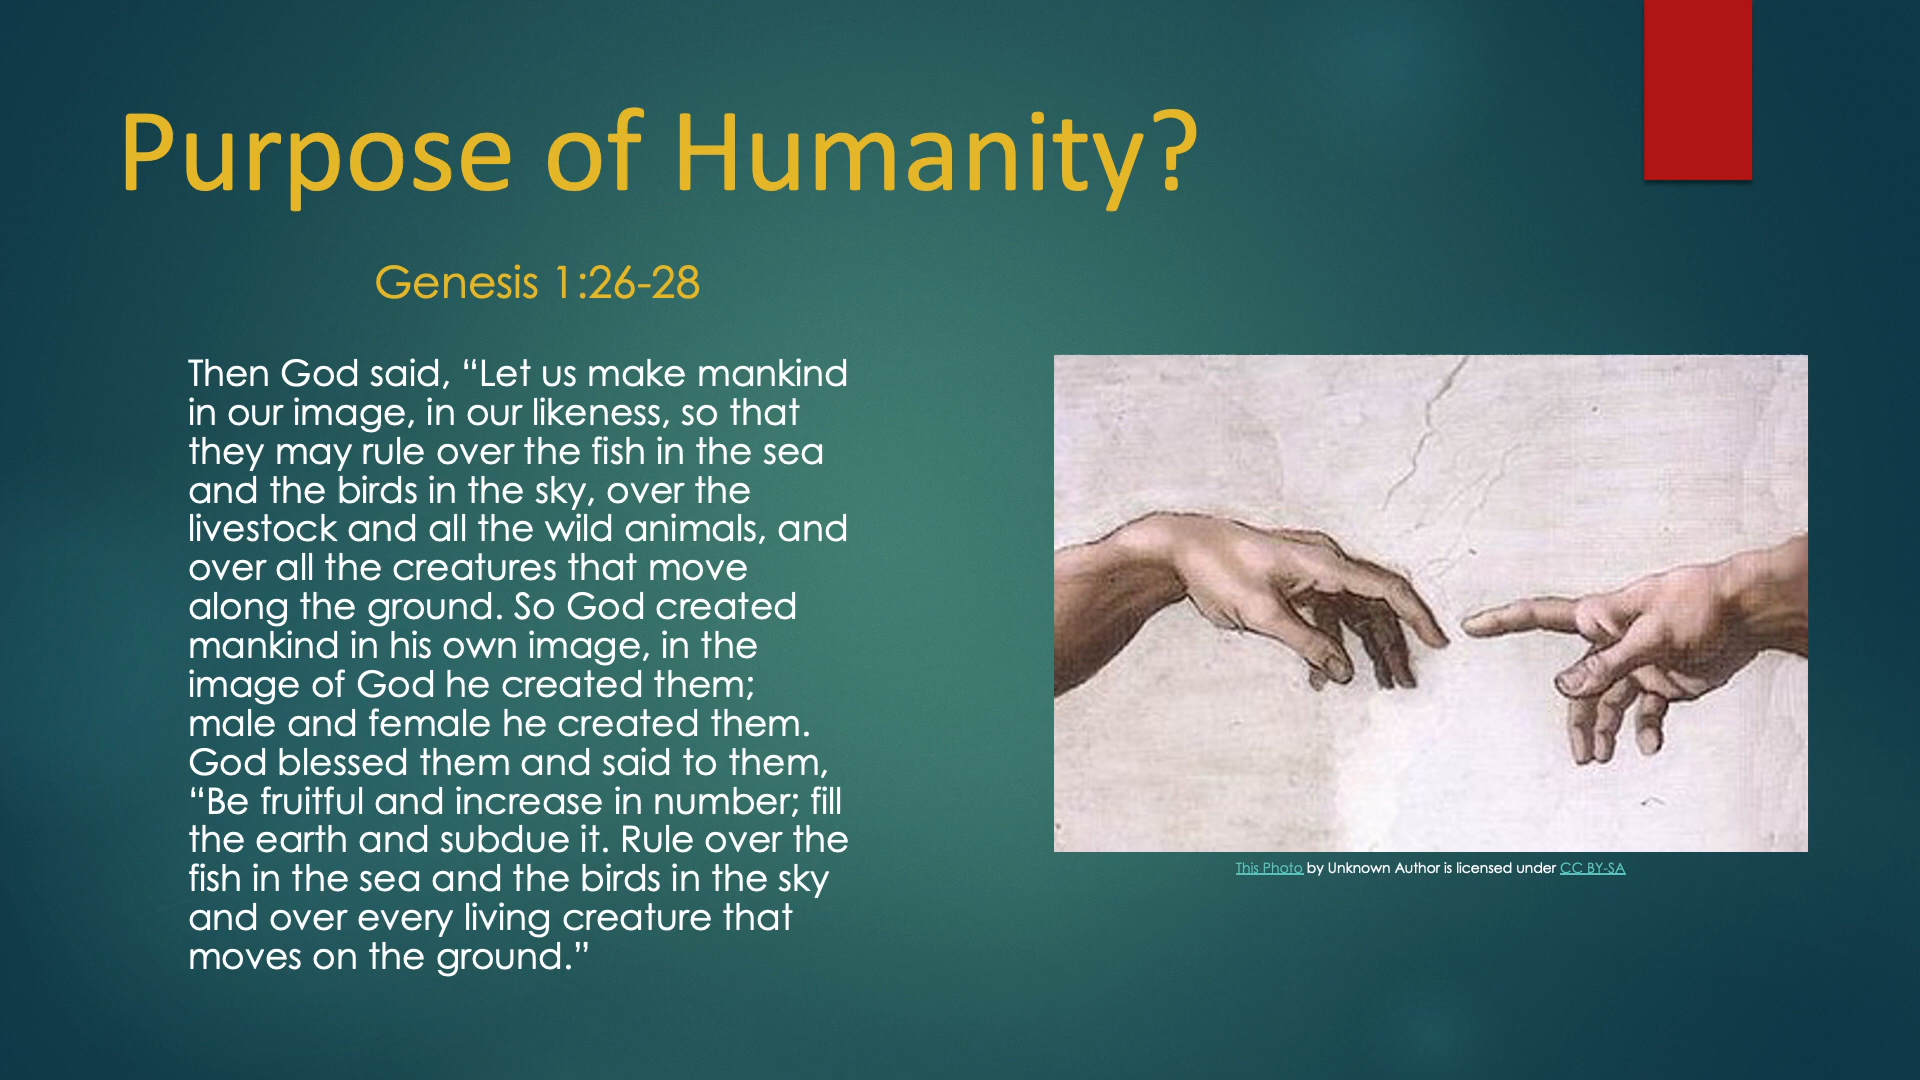 Purpose of Humanity?
Genesis 1:26-28
Then God said, “Let us make mankind
in our image, in our likeness, so that
they may rule over the fish in the sea
and the birds in the sky, over the
livestock and all the wild animals, and
over all the creatures that move
along the ground. So God created
mankind in his own image, in the
image of God he created them;
male and female he created them.
God blessed them and said to them,
“Be fruitful and increase in number; fill
the earth and subdue it. Rule over the
fish in the sea and the birds in the sky
and over every living creature that
moves on the ground.”
This Photo by Unknown Author is licensed under CC BY-SA